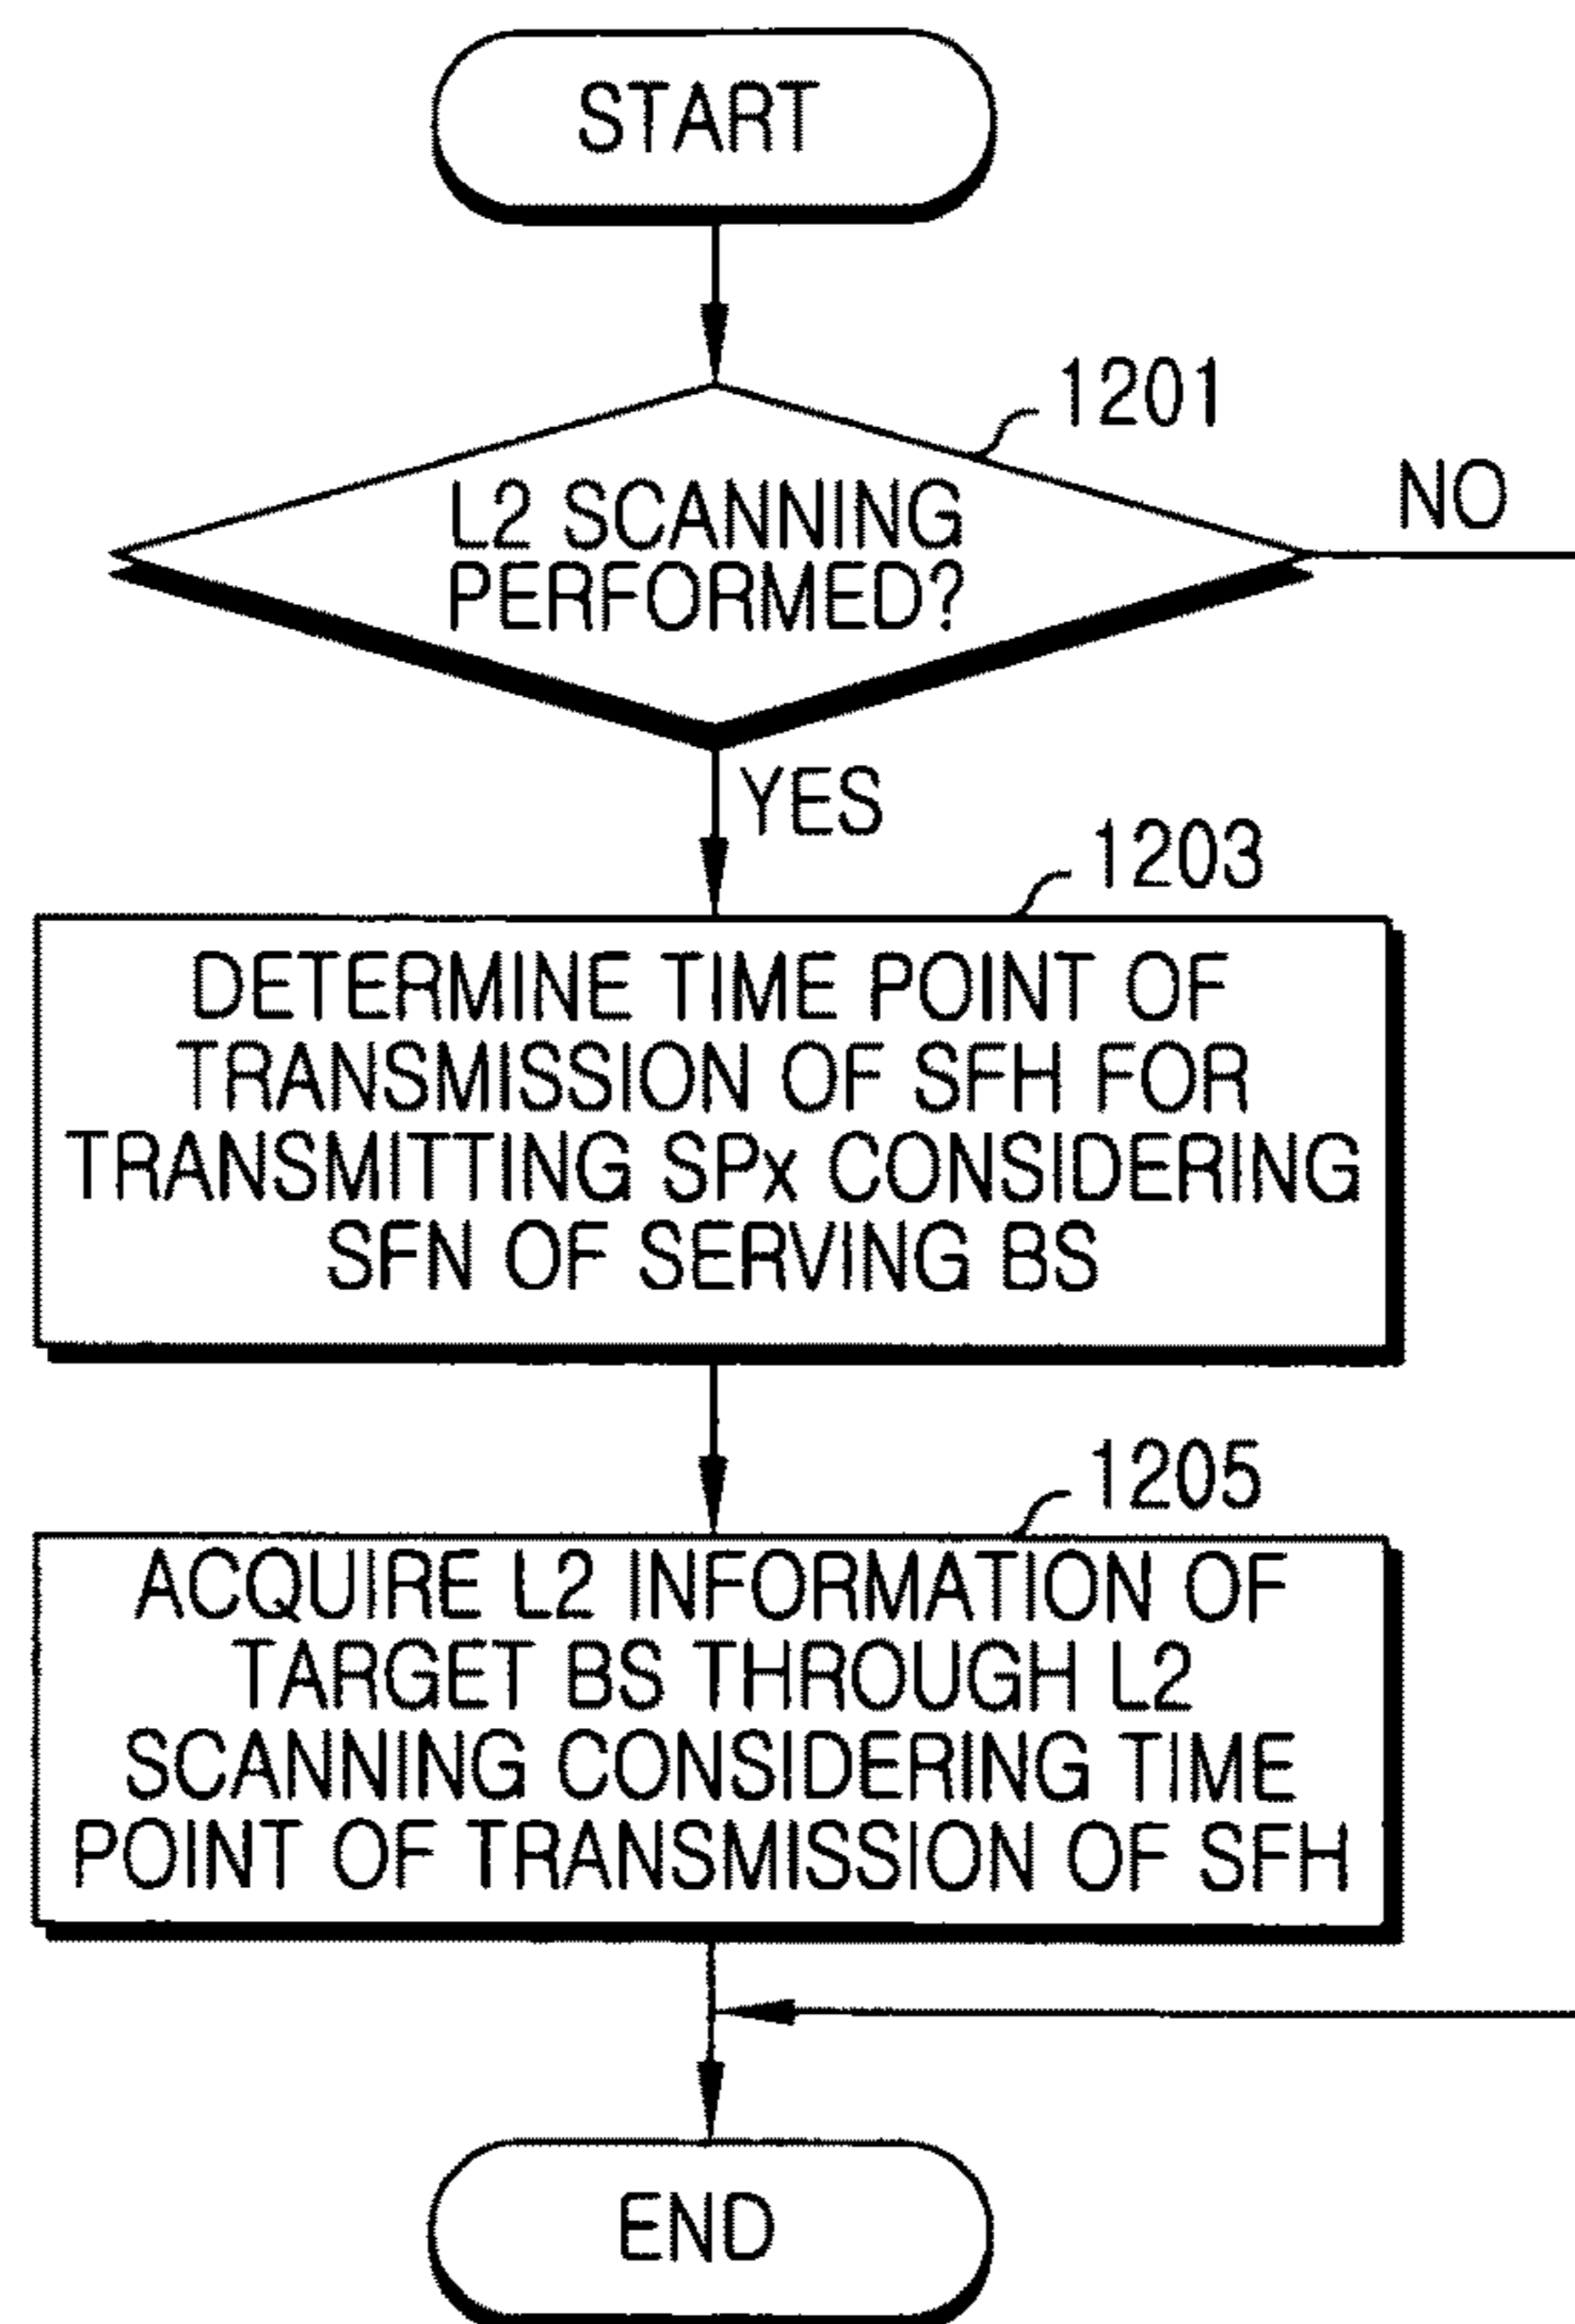 START
1201
L2 SCANNING
PERFORMED?
NO
YES
1203
DETERMINE TIME POINT OF
TRANSMISSION OF SFH FOR
TRANSMITTING SPx CONSIDERING
SFN OF SERVING BS
1205
ACQUIRE L2 INFORMATION OF
TARGET BS THROUGH L2
SCANNING CONSIDERING TIME
POINT OF TRANSMISSION OF SFH
END